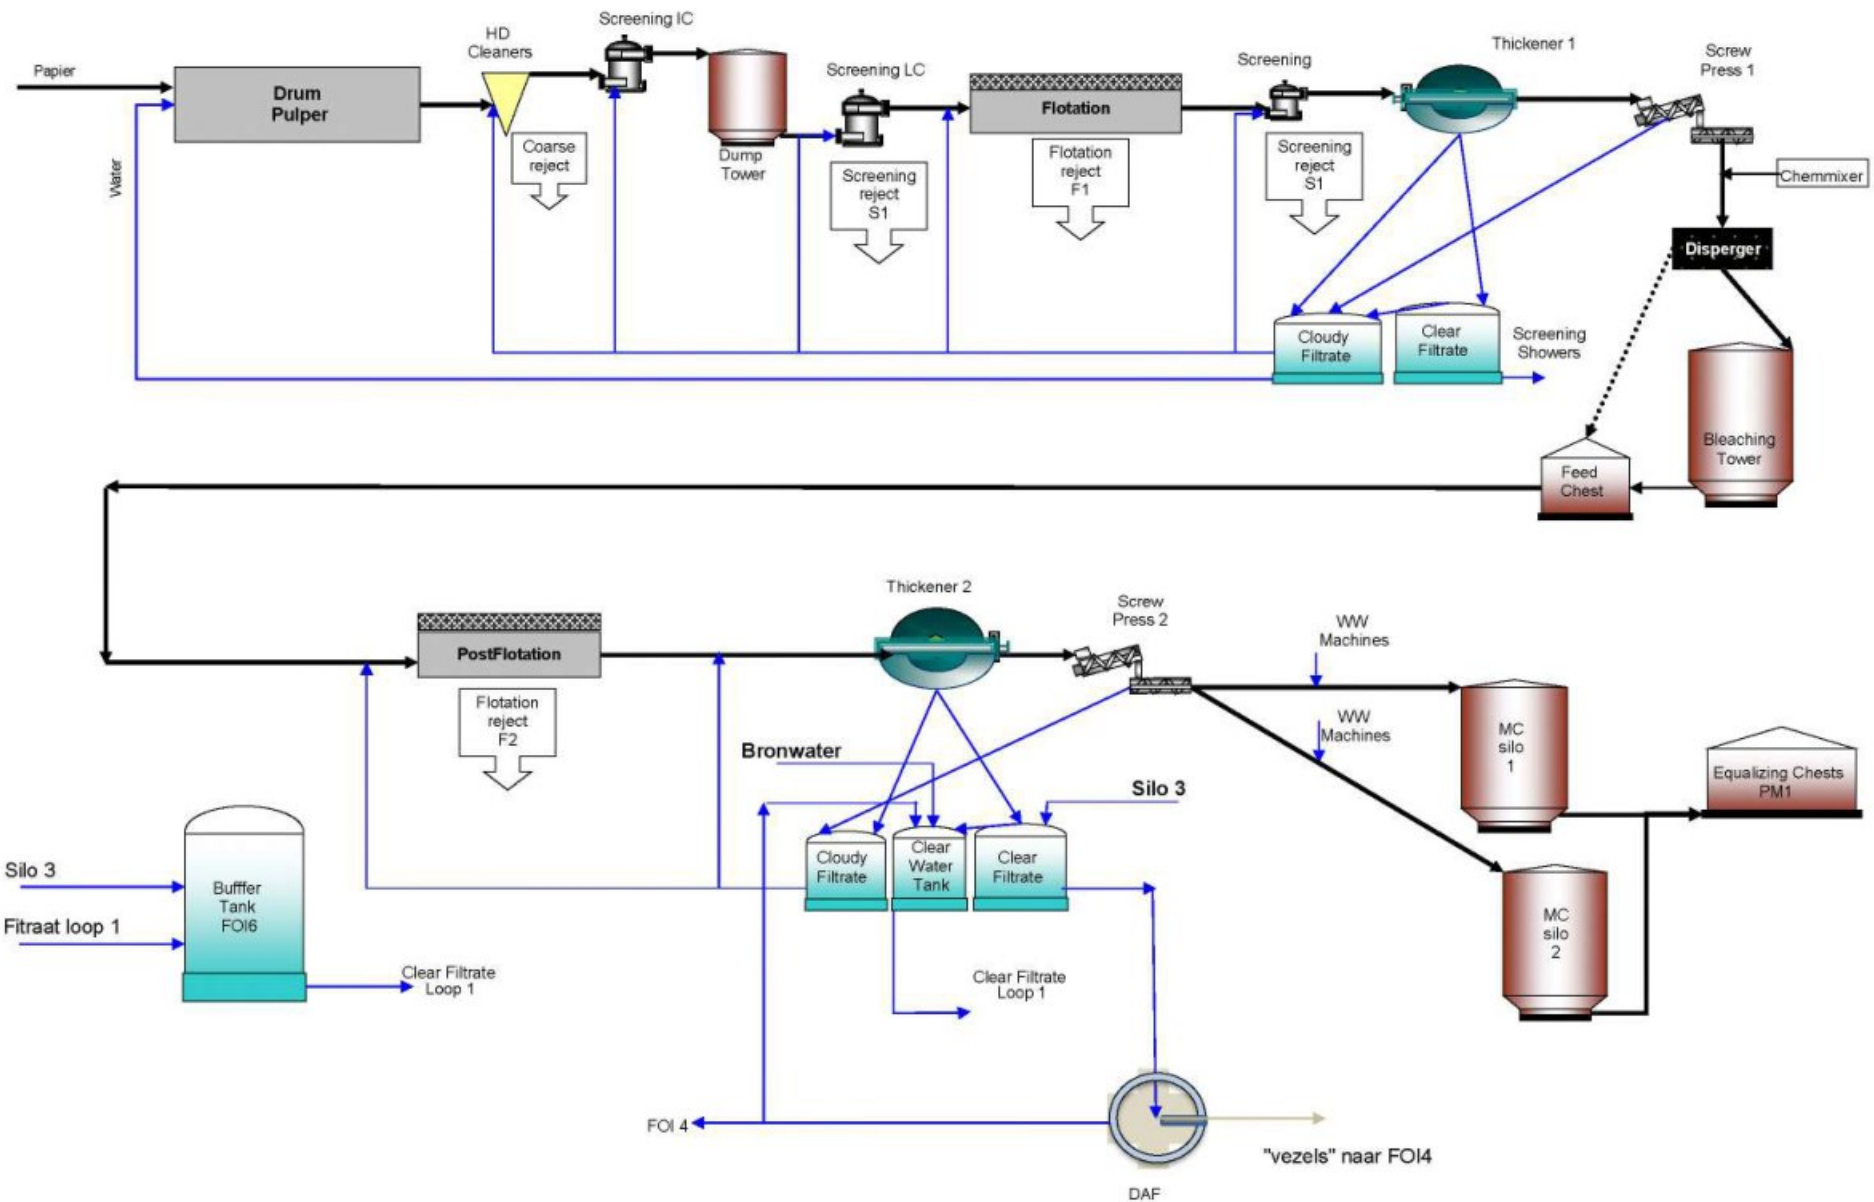 Screening IC
HD
Cleaners
Papier
Drum
Pulper
Water
Coarse
reject
Dump
Tower
Screening LC
Screening
reject
S1
Flotation
Flotation
reject
F1
Screening
Screening
reject
S1
Thickener 1
Screw
Press 1
Chemmixer
Disperger
Cloudy
Filtrate
Clear
Filtrate
Screening
Showers
Bleaching
Tower
Feed
Chest
PostFlotation
Flotation
reject
F2
Thickener 2
Screw
Press 2
WW
Machines
WW
Machines
MC
silo
1
MC
silo
2
Equalizing Chests
PM1
Bronwater
Silo 3
Cloudy
Filtrate
Clear
Water
Tank
Clear
Filtrate
Silo 3
Fitraat loop 1
Bufffer
Tank
FOI6
Clear Filtrate
Loop 1
Clear Filtrate
Loop 1
FOI 4
"vezels" naar FOI4
DAF